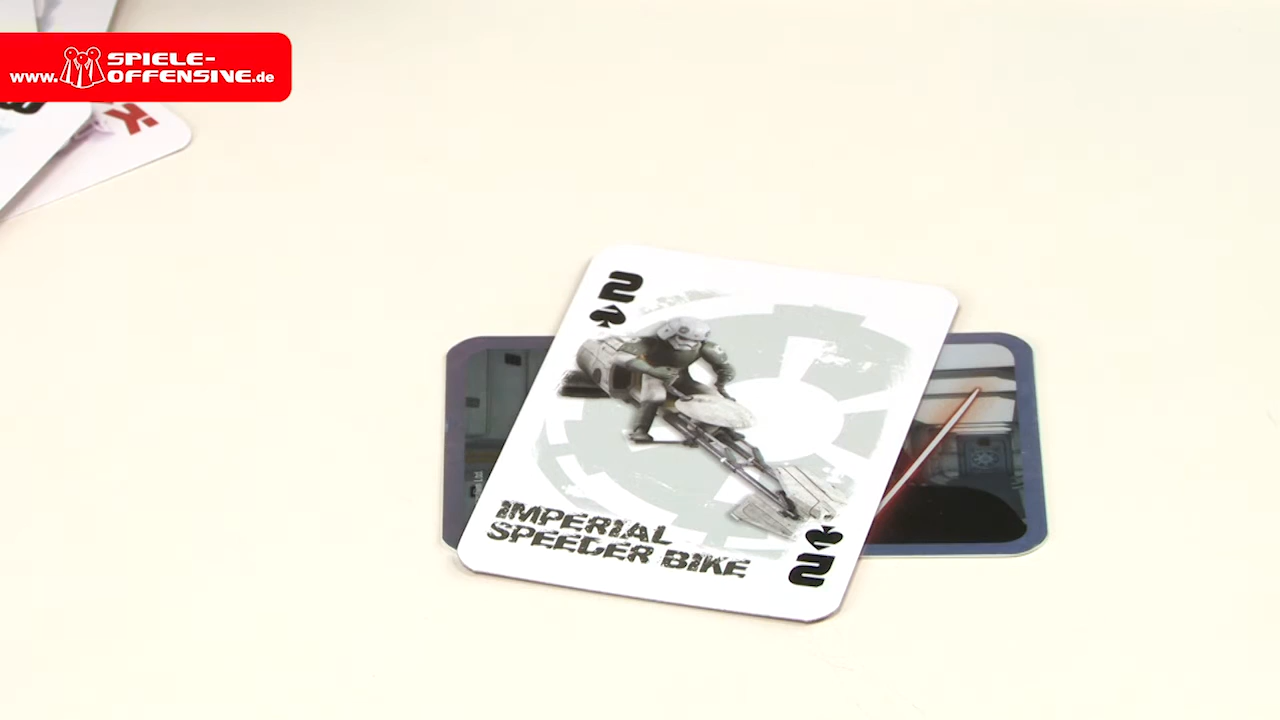 www.SPIELE-
OFFENSIVE.de
K
2
IMPERIAL
SPEEDER BIKE
2